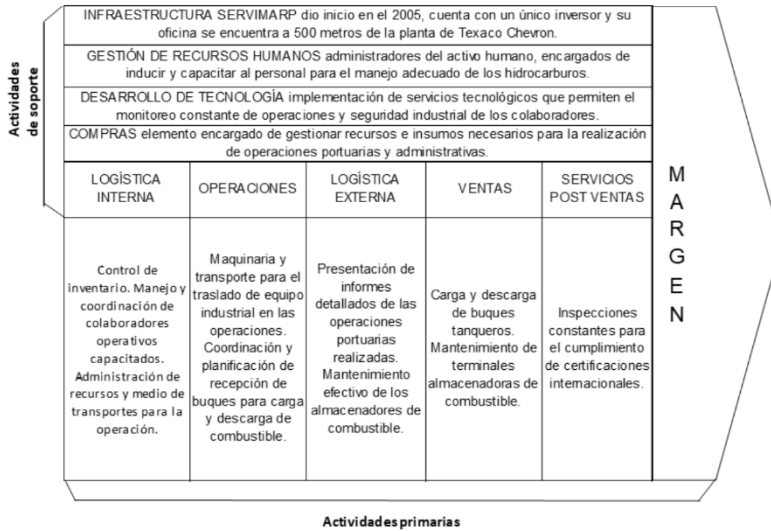 INFRAESTRUCTURA SERVIMARP dio inicio en el 2005, cuenta con un único inversor y su
oficina se encuentra a 500 metros de la planta de Texaco Chevron.
GESTIÓN DE RECURSOS HUMANOS administradores del activo humano, encargados
de inducir y capacitar al personal para el manejo adecuado de los hidrocarburos.
DESARROLLO DE TECNOLOGÍA implementación de servicios tecnológicos que permiten el
monitoreo constante de operaciones y seguridad industrial de los colaboradores.
COMPRAS elemento encargado de gestionar recursos e insumos necesarios para la realización
de operaciones portuarias y administrativas.
Actividades
de soporte
LOGÍSTICA
INTERNA
OPERACIONES
LOGÍSTICA
EXTERNA
VENTAS
SERVICIOS
POST VENTAS
Control de
inventario. Manejo y
coordinación de
colaboradores
operativos
capacitados.
Administración de
recursos y medio de
transportes para la
operación.
Maquinaria y
transporte para el
traslado de equipo
industrial en las
operaciones.
Coordinación y
planificación de
recepción de
buques para carga
y descarga de
combustible.
Presentación de
informes
detallados de las
operaciones
portuarias
realizadas.
Mantenimiento
efectivo de los
almacenadores de
combustible.
Carga y descarga
de buques
tanqueros.
Mantenimiento de
terminales
almacenadoras de
combustible.
Inspecciones
constantes para
el cumplimiento
de certificaciones
internacionales.
M
A
R
G
E
N
Actividades primarias